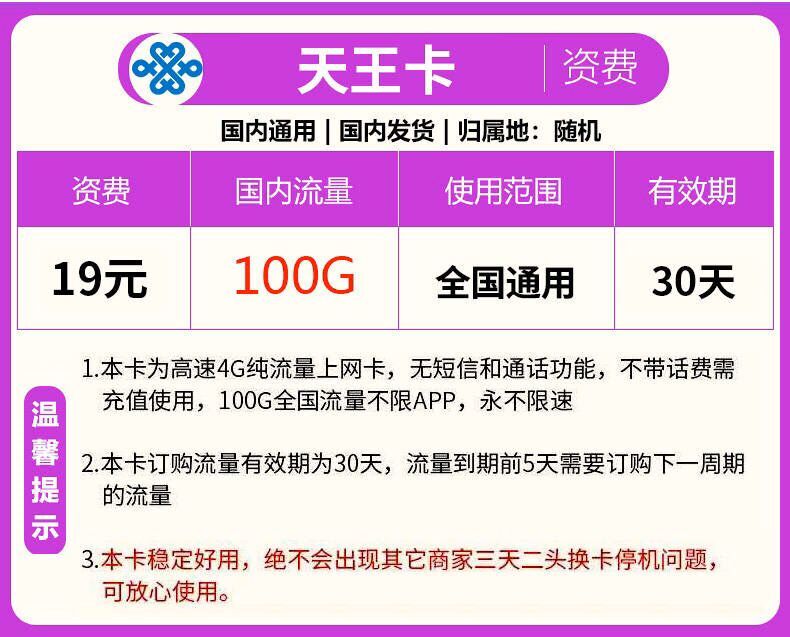 天王卡 资费
国内通用 | 国内发货 | 归属地：随机
资费 国内流量 使用范围 有效期
19元 100G 全国通用 30天
温馨提示
1.本卡为高速4G纯流量上网卡，无短信和通话功能，不带话费需
充值使用，100G全国流量不限APP，永不限速
2.本卡订购流量有效期为30天，流量到期前5天需要订购下一周期
的流量
3.本卡稳定好用，绝不会出现其它商家三天二头换卡停机问题，
可放心使用。